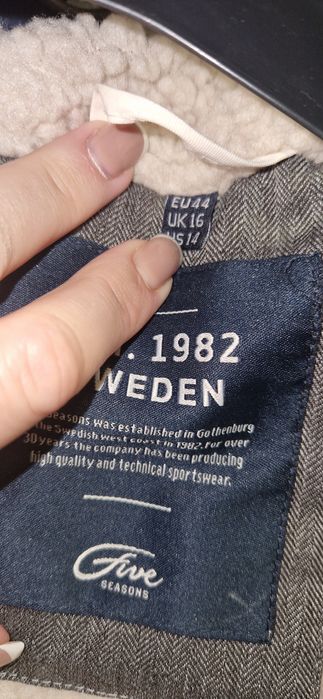 EU44
UK16
US14
. 1982
WEDEN
Seasons was established in Gothenburg
the Swedish west coast in 1982. For over
30 years the company has been producing
high quality and technical sportswear.
Five
SEASONS